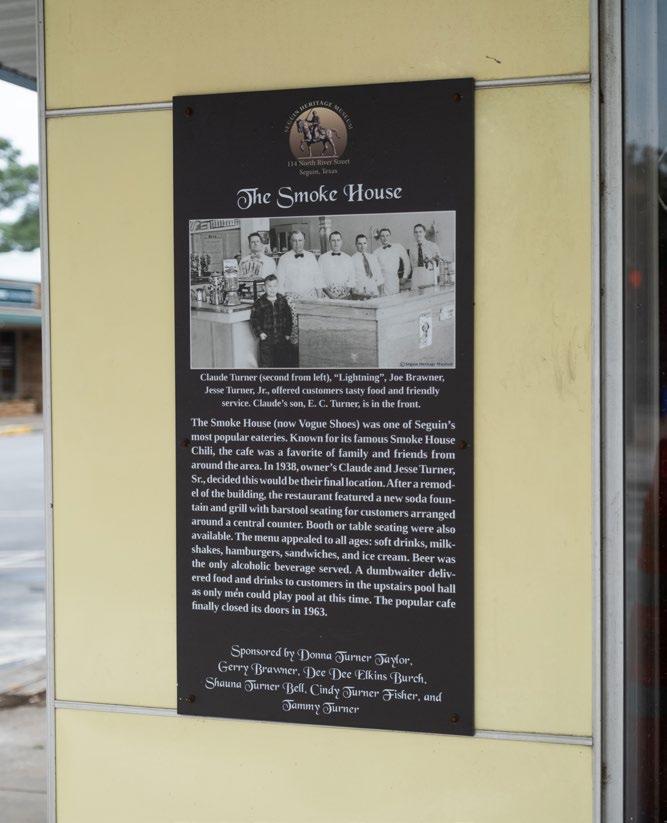 SEGUIN HERITAGE MUSEUM
114 North River Street
Seguin, Texas
The Smoke House
©Seguin Heritage Museum
Claude Turner (second from left), “Lightning”, Joe Brawner,
Jesse Turner, Jr., offered customers tasty food and friendly
service. Claude’s son, E. C. Turner, is in the front.
The Smoke House (now Vogue Shoes) was one of Seguin’s
most popular eateries. Known for its famous Smoke House
Chili, the cafe was a favorite of family and friends from
around the area. In 1938, owner’s Claude and Jesse Turner,
Sr., decided this would be their final location. After a remod-
el of the building, the restaurant featured a new soda foun-
tain and grill with barstool seating for customers arranged
around a central counter. Booth or table seating were also
available. The menu appealed to all ages: soft drinks, milk-
shakes, hamburgers, sandwiches, and ice cream. Beer was
the only alcoholic beverage served. A dumbwaiter deliv-
ered food and drinks to customers in the upstairs pool hall
as only men could play pool at this time. The popular cafe
finally closed its doors in 1963.
Sponsored by Donna Turner Taylor,
Gerry Brawner, Dee Dee Elkins Burch,
Shauna Turner Bell, Cindy Turner Fisher, and
Tammy Turner